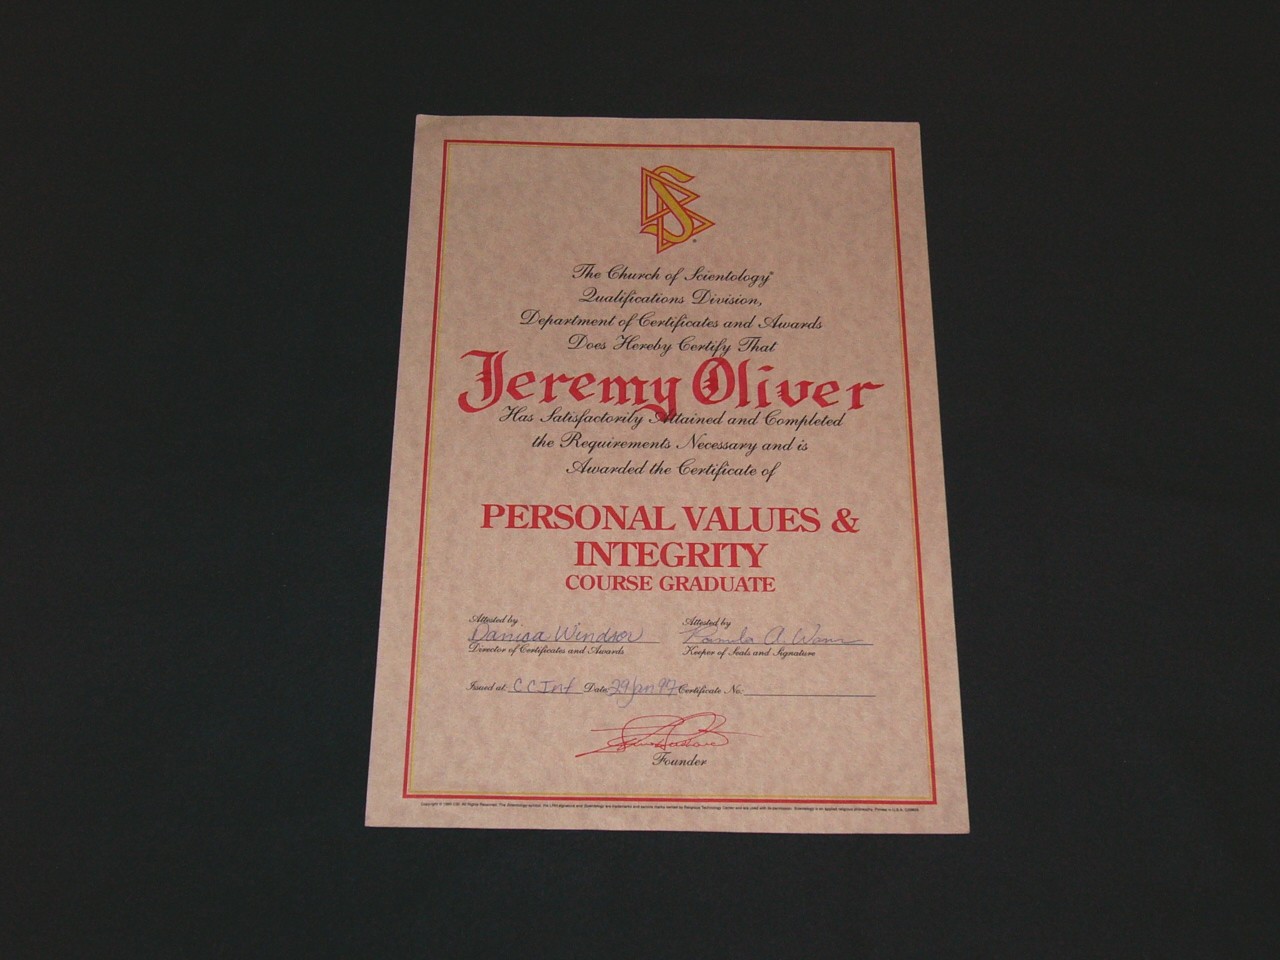 The Church of Scientology®
Qualifications Division,
Department of Certificates and Awards
Does Hereby Certify That
Jeremy Oliver
Has Satisfactorily Attained and Completed
the Requirements Necessary and is
Awarded the Certificate of
PERSONAL VALUES &
INTEGRITY
COURSE GRADUATE
Attested by
Danica Windsor
Director of Certificates and Awards
Attested by
A.
Keeper of Seals and Signature
Issued at CC Int Date: 29 Jan 97 Certificate No:
Founder